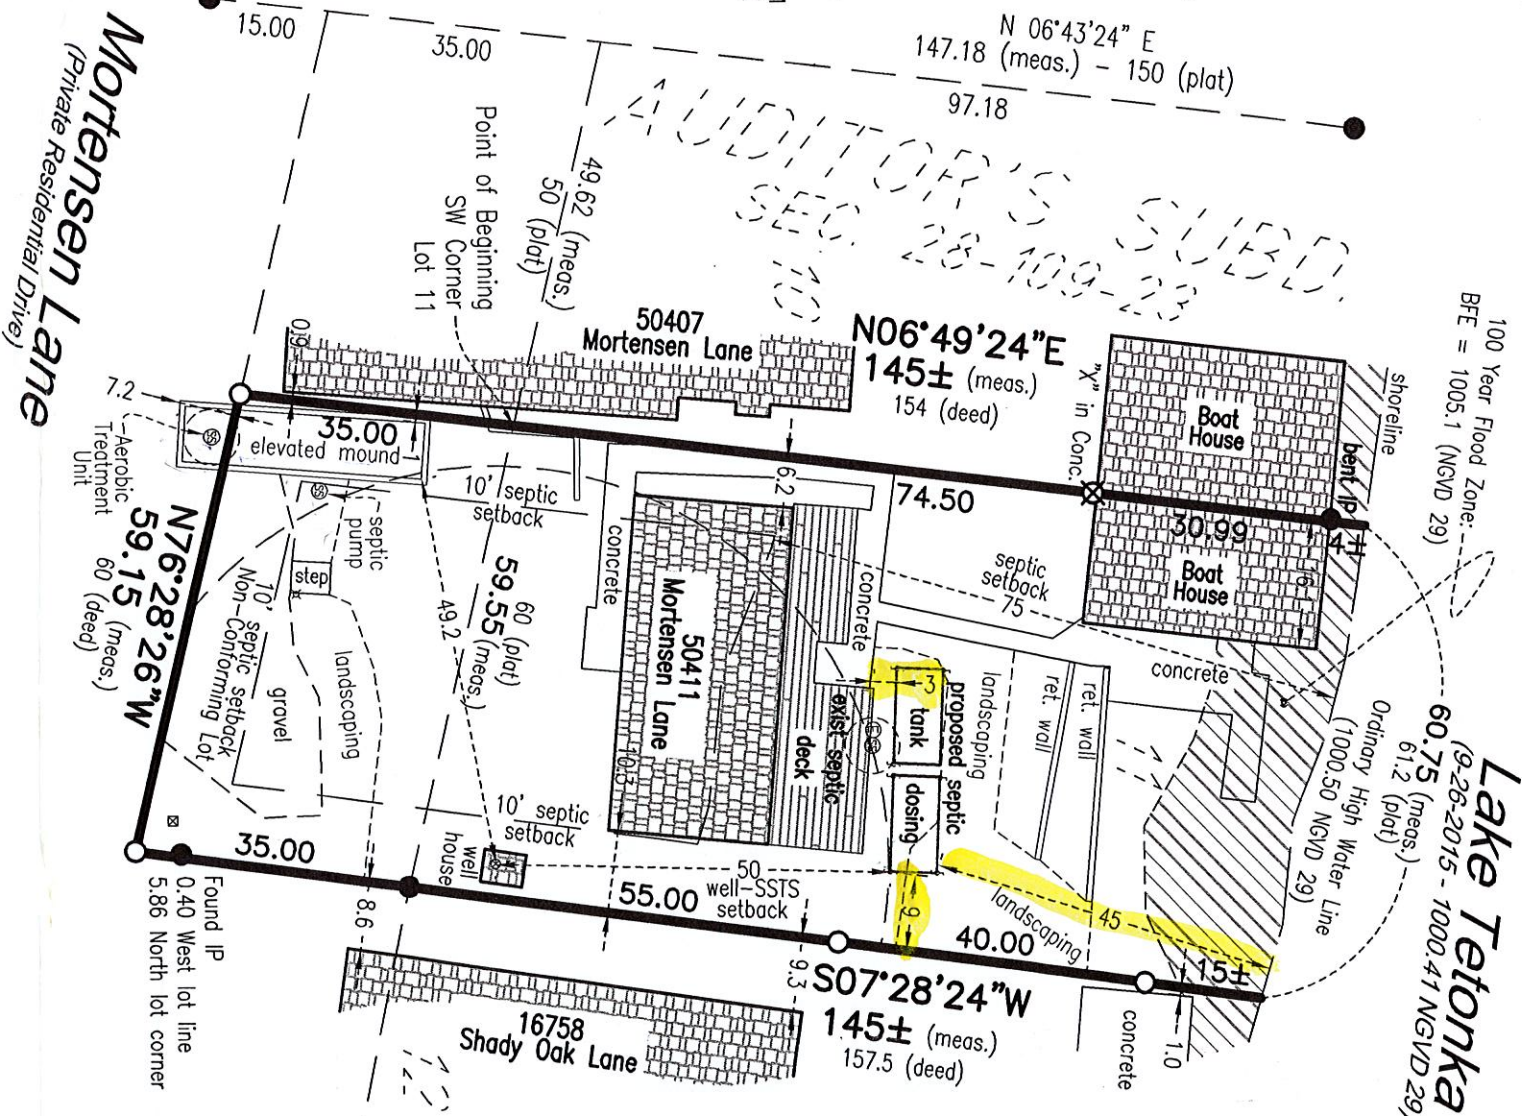 15.00
35.00
N 06°43'24" E
147.18 (meas.) - 150 (plat)
97.18
AUDITOR'S SUBD.
SEC. 28-109-23
10
Mortensen Lane
(Private Residential Drive)
Point of Beginning
SW Corner
Lot 11
49.62 (meas.)
50 (plat)
50407
Mortensen Lane
N06°49'24"E
145± (meas.)
154 (deed)
"X" in Conc.
Boat
House
bent IP
shoreline
100 Year Flood Zone:
BFE = 1005.1 (NGVD 29)
0.9
7.2
Aerobic
Treatment
Unit
SS
35.00
elevated mound
SS
septic
pump
10' septic
setback
concrete
6.2
74.50
30.99
4±
16
Boat
House
septic
setback
75
N76°28'26"W
59.15 (meas.)
60 (deed)
step
10' septic setback
Non-Conforming Lot
gravel
landscaping
60 (plat)
59.55 (meas.)
49.2
50411
Mortensen Lane
10.3
deck
concrete
exist septic
3
tank
dosing
proposed septic
landscaping
ret. wall
ret. wall
concrete
11
Ordinary High Water Line
(1000.50 NGVD 29)
60.75 (meas.)
61.2 (plat)
(9-26-2015 - 1000.41 NGVD 29)
Lake Tetonka
10' septic
setback
well
house
50
well-SSTS
setback
9
45
landscaping
35.00
55.00
40.00
15±
Found IP
0.40 West lot line
5.86 North lot corner
8.6
9.3
S07°28'24"W
145± (meas.)
157.5 (deed)
1.0
concrete
16758
Shady Oak Lane
12